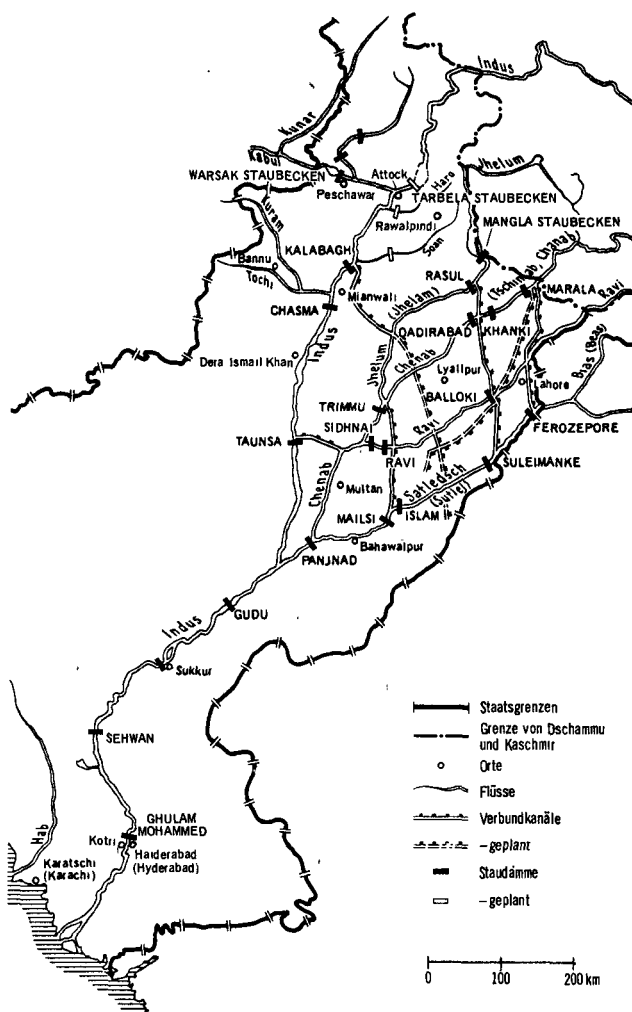 Indus
Kunar
Kabul
WARSAK STAUBECKEN
Attock
Haro
Jhelum
Peschawar
TARBELA STAUBECKEN
Kuram
Rawalpindi
MANGLA STAUBECKEN
KALABAGH
Soan
Bannu
Tochi
RASUL
(Tschinab, Chenab)
MARALA
Mianwali
(Jhelam)
Ravi
CHASMA
Indus
QADIRABAD
KHANKI
Bias (Beas)
Dera Ismail Khan
Jhelum
Chenab
Lyallpur
Lahore
BALLOKI
TRIMMU
FEROZEPORE
SIDHNAI
Ravi
TAUNSA
RAVI
SULEIMANKE
Chenab
Satledsch
(Sutlej)
Multan
ISLAM
MAILSI
Bahawalpur
PANJNAD
GUDU
Indus
Sukkur
SEHWAN
GHULAM
MOHAMMED
Hab
Kotri
Haiderabad
(Hyderabad)
Karatschi
(Karachi)
Staatsgrenzen
Grenze von Dschammu
und Kaschmir
Orte
Flüsse
Verbundkanäle
-geplant
Staudämme
-geplant
0 100 200 km